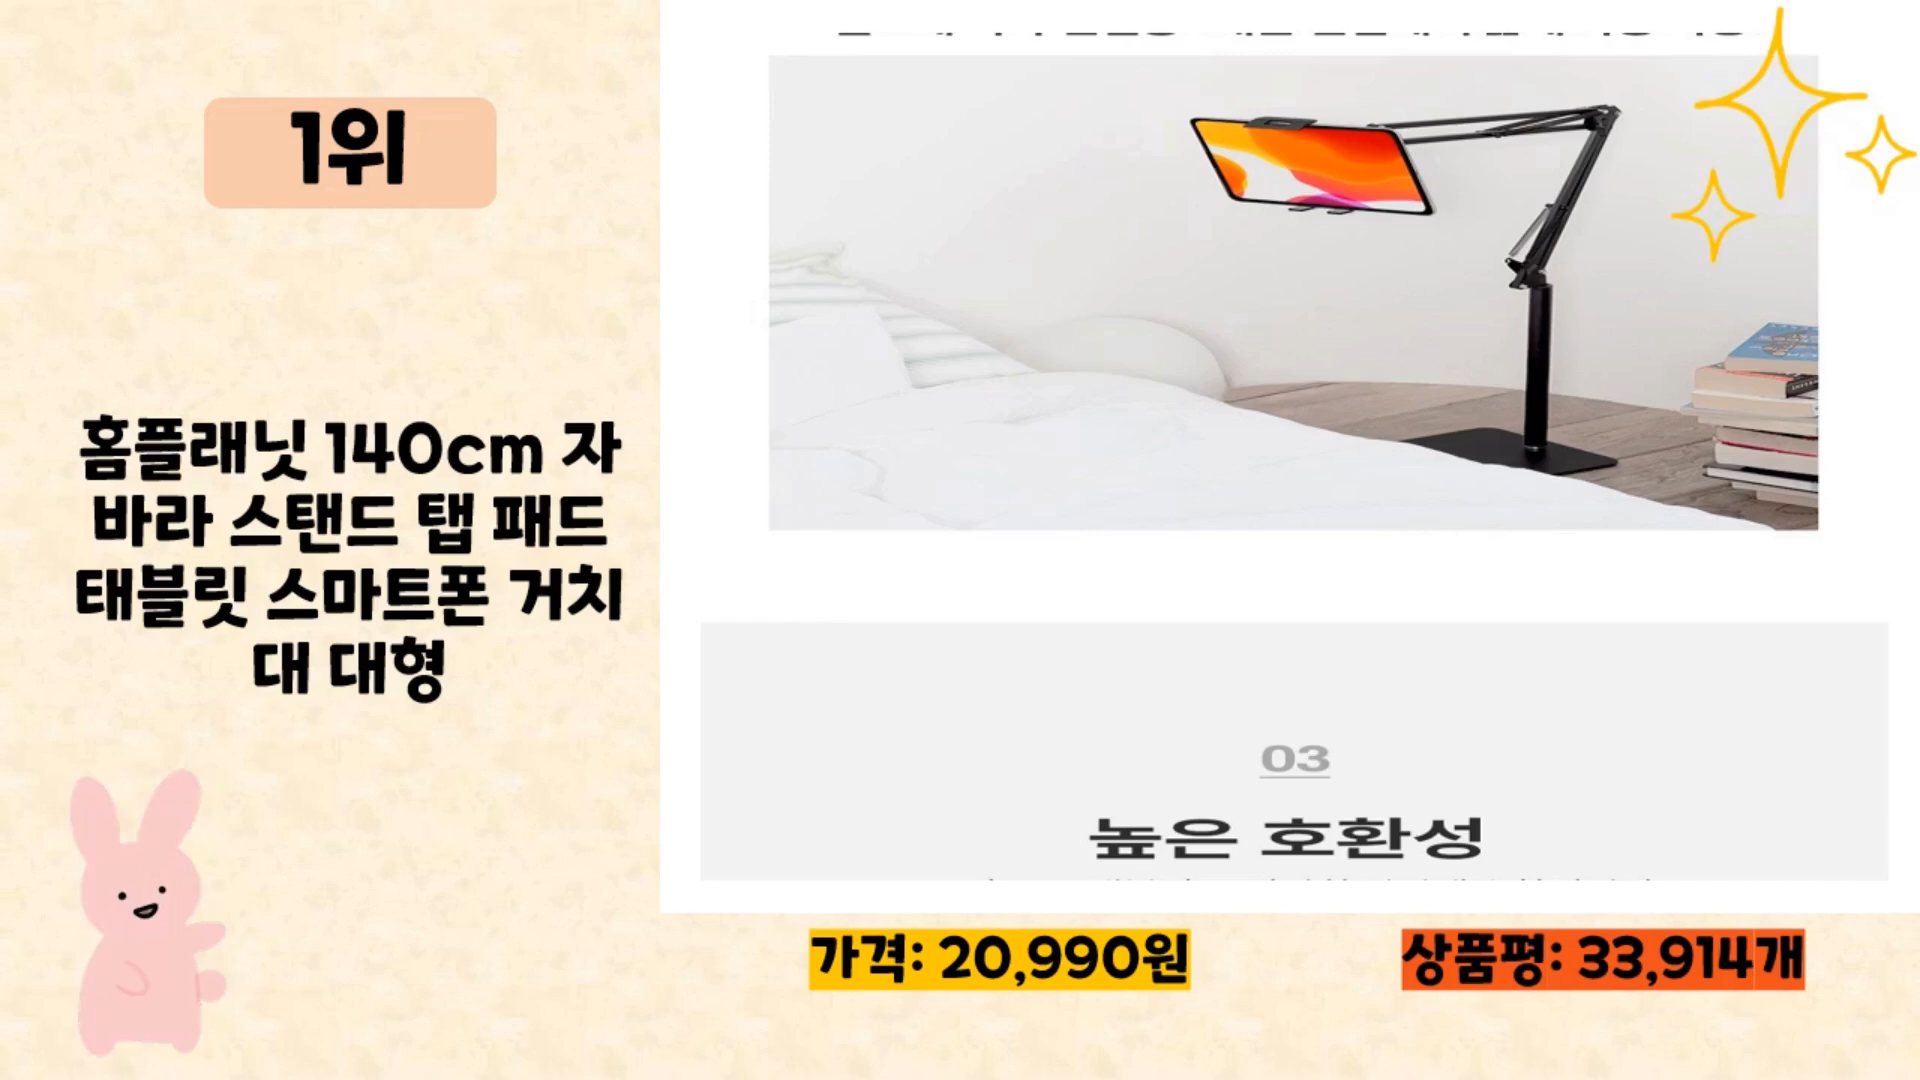 1위
홈플래닛 140cm 자
바라 스탠드 탭 패드
태블릿 스마트폰 거치
대 대형
03
높은 호환성
가격: 20,990원
상품평: 33,914개